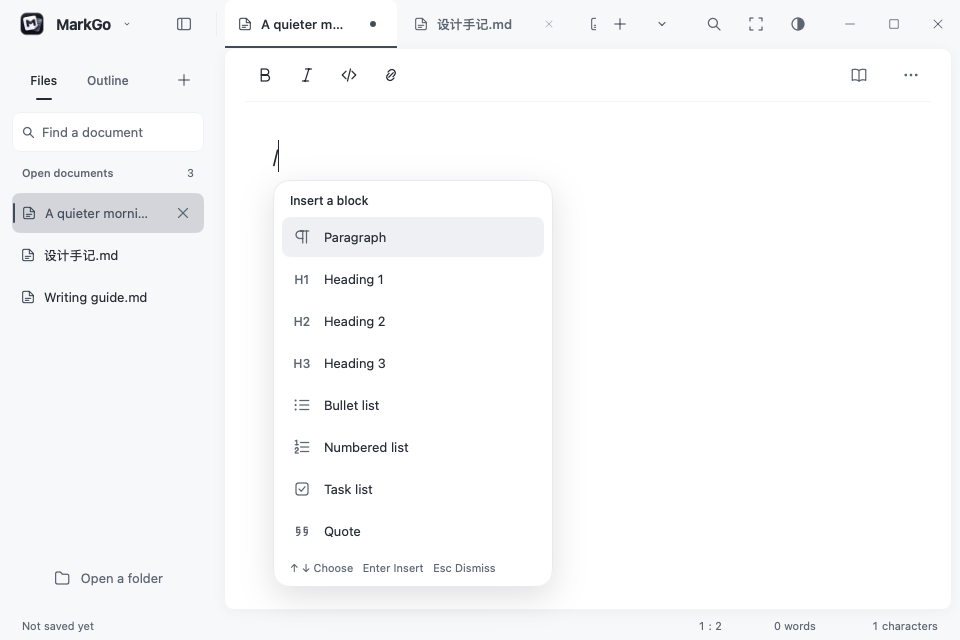 MarkGo
A quieter m...
设计手记.md
Files
Outline
Find a document
Open documents
3
A quieter morni...
设计手记.md
Writing guide.md
Open a folder
Not saved yet
B
I
/
Insert a block
Paragraph
H1 Heading 1
H2 Heading 2
H3 Heading 3
Bullet list
Numbered list
Task list
Quote
↑ ↓ Choose Enter Insert Esc Dismiss
1 : 2
0 words
1 characters